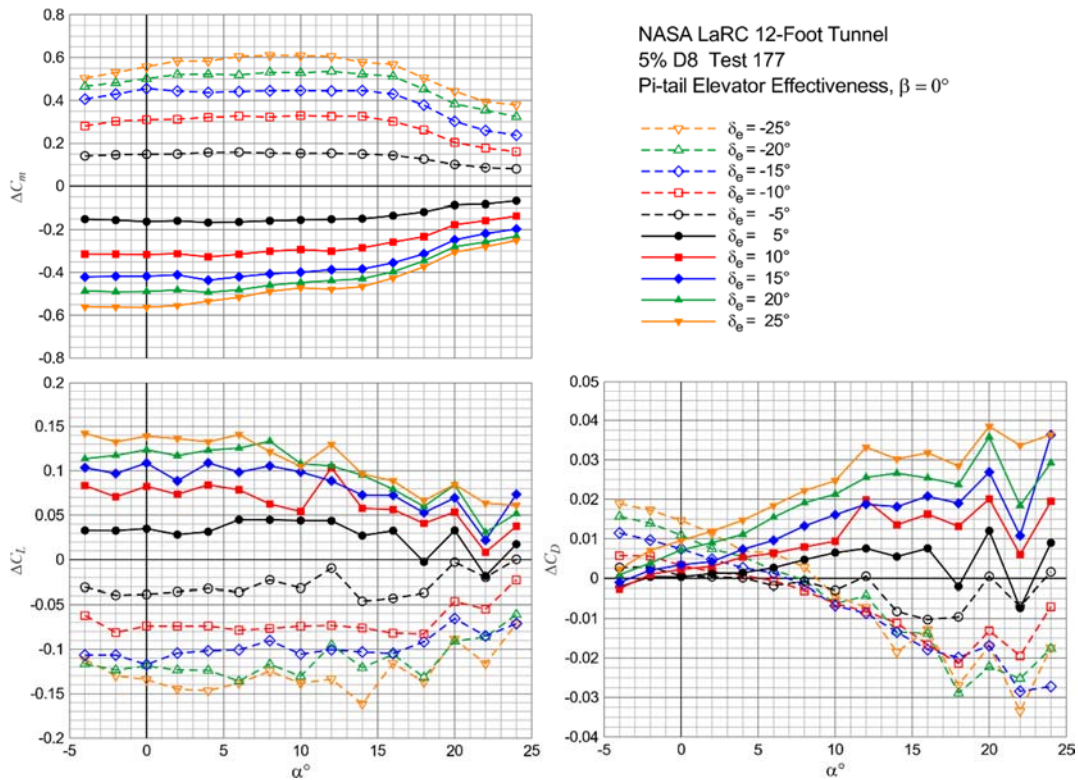 NASA LaRC 12-Foot Tunnel
5% D8 Test 177
Pi-tail Elevator Effectiveness, β = 0°
δe = -25°
δe = -20°
δe = -15°
δe = -10°
δe = -5°
δe = 5°
δe = 10°
δe = 15°
δe = 20°
δe = 25°
0.8
0.6
0.4
0.2
0
-0.2
-0.4
-0.6
-0.8
ΔCm
0.2
0.15
0.1
0.05
0
-0.05
-0.1
-0.15
-0.2
ΔCL
-5 0 5 10 15 20 25
α°
0.05
0.04
0.03
0.02
0.01
0
-0.01
-0.02
-0.03
-0.04
ΔCD
-5 0 5 10 15 20 25
α°